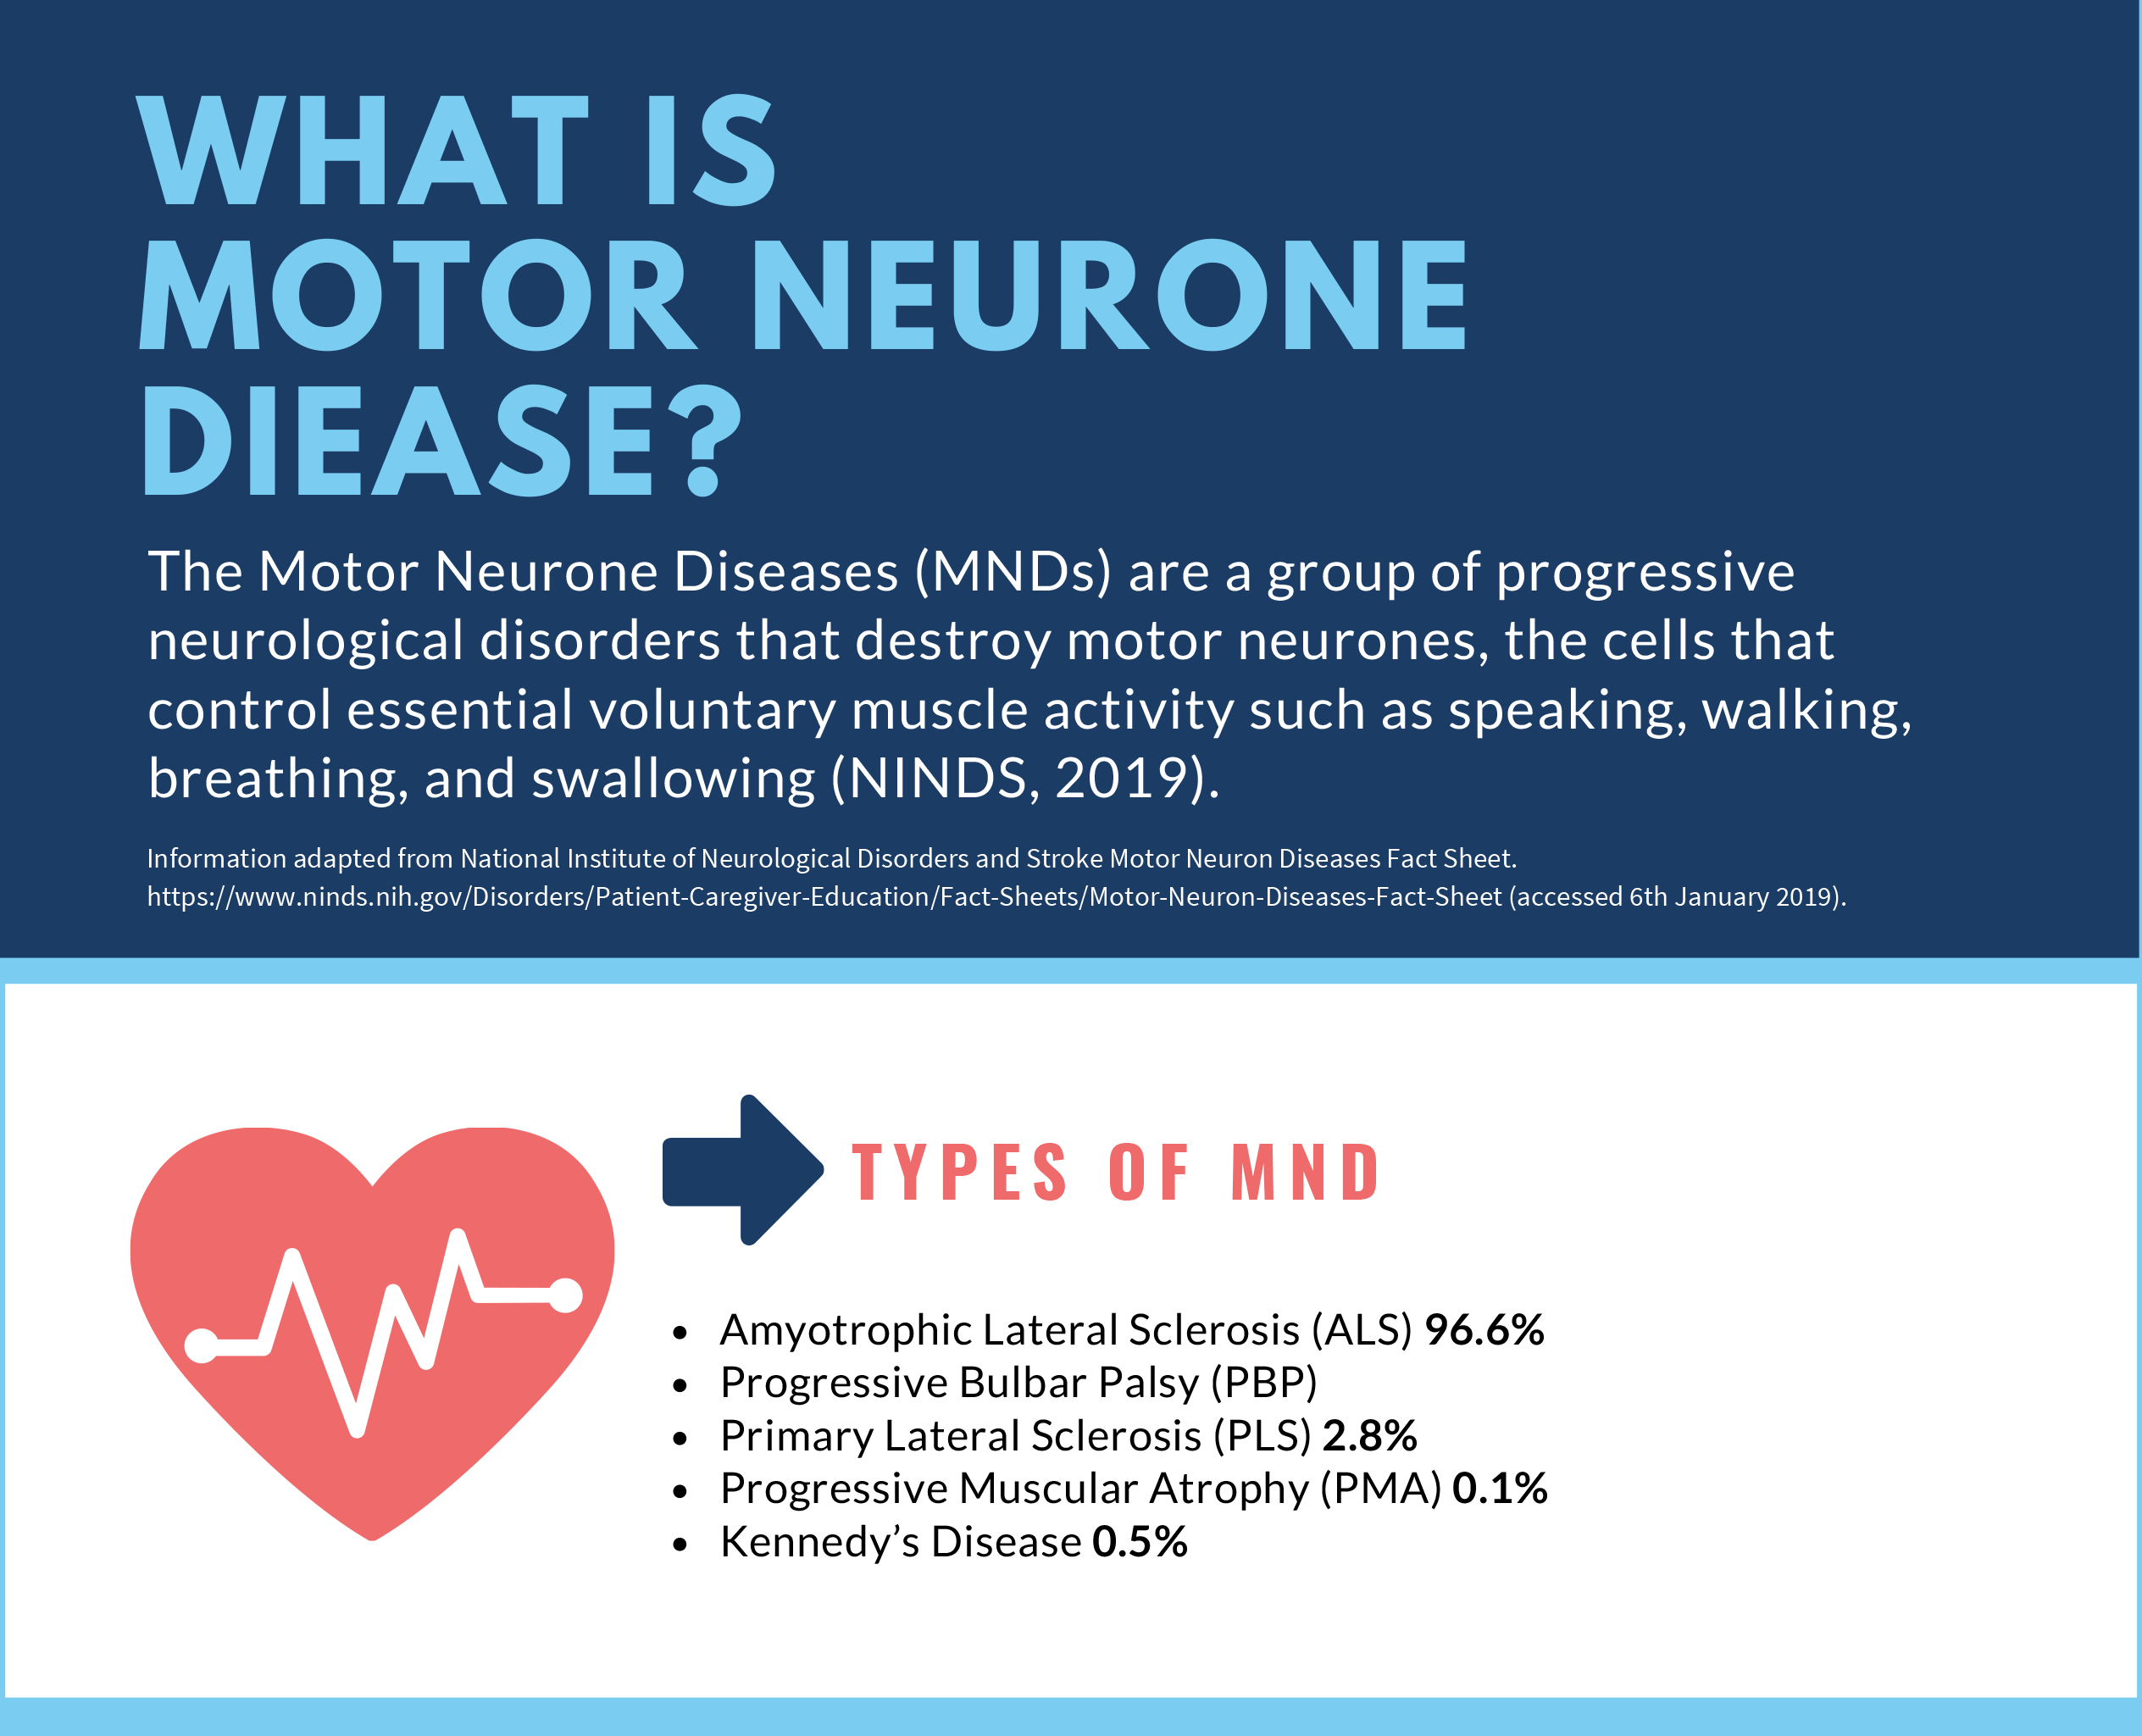 WHAT IS
MOTOR NEURONE
DIEASE?
The Motor Neurone Diseases (MNDs) are a group of progressive
neurological disorders that destroy motor neurones, the cells that
control essential voluntary muscle activity such as speaking, walking,
breathing, and swallowing (NINDS, 2019).
Information adapted from National Institute of Neurological Disorders and Stroke Motor Neuron Diseases Fact Sheet.
https://www.ninds.nih.gov/Disorders/Patient-Caregiver-Education/Fact-Sheets/Motor-Neuron-Diseases-Fact-Sheet (accessed 6th January 2019).
TYPES OF MND
• Amyotrophic Lateral Sclerosis (ALS) 96.6%
• Progressive Bulbar Palsy (PBP)
• Primary Lateral Sclerosis (PLS) 2.8%
• Progressive Muscular Atrophy (PMA) 0.1%
• Kennedy’s Disease 0.5%